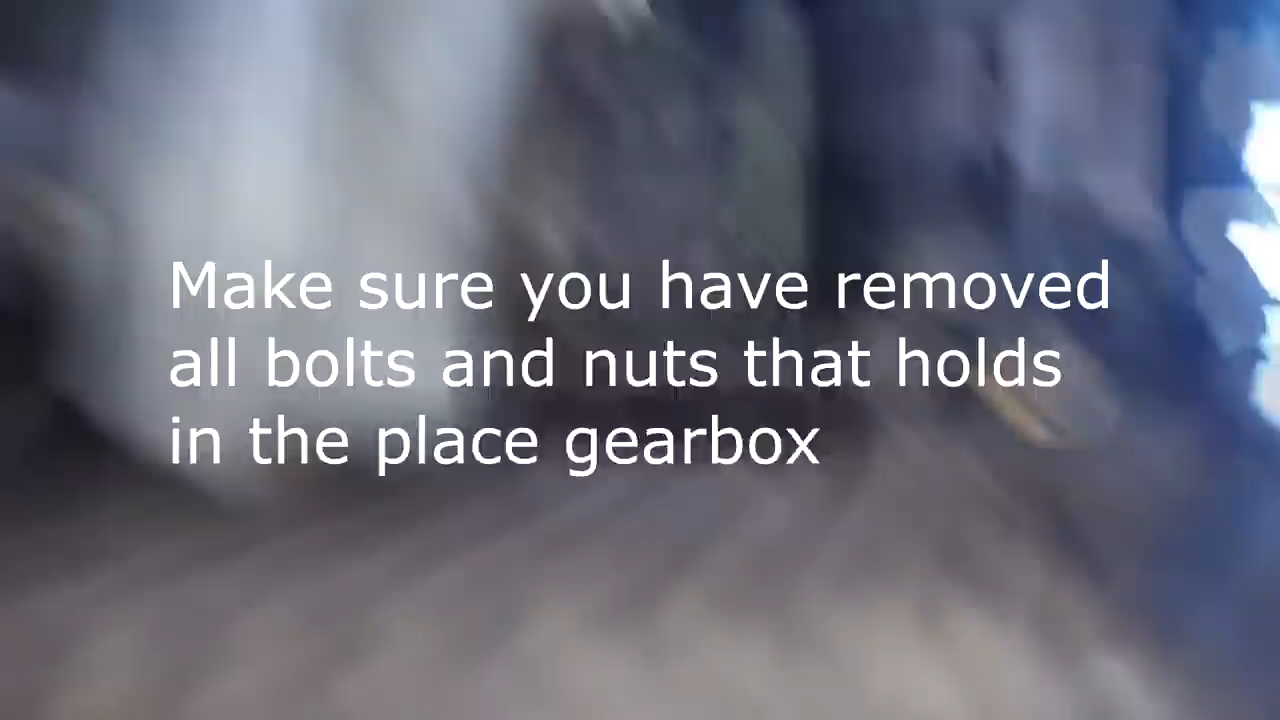 Make sure you have removed
all bolts and nuts that holds
in the place gearbox